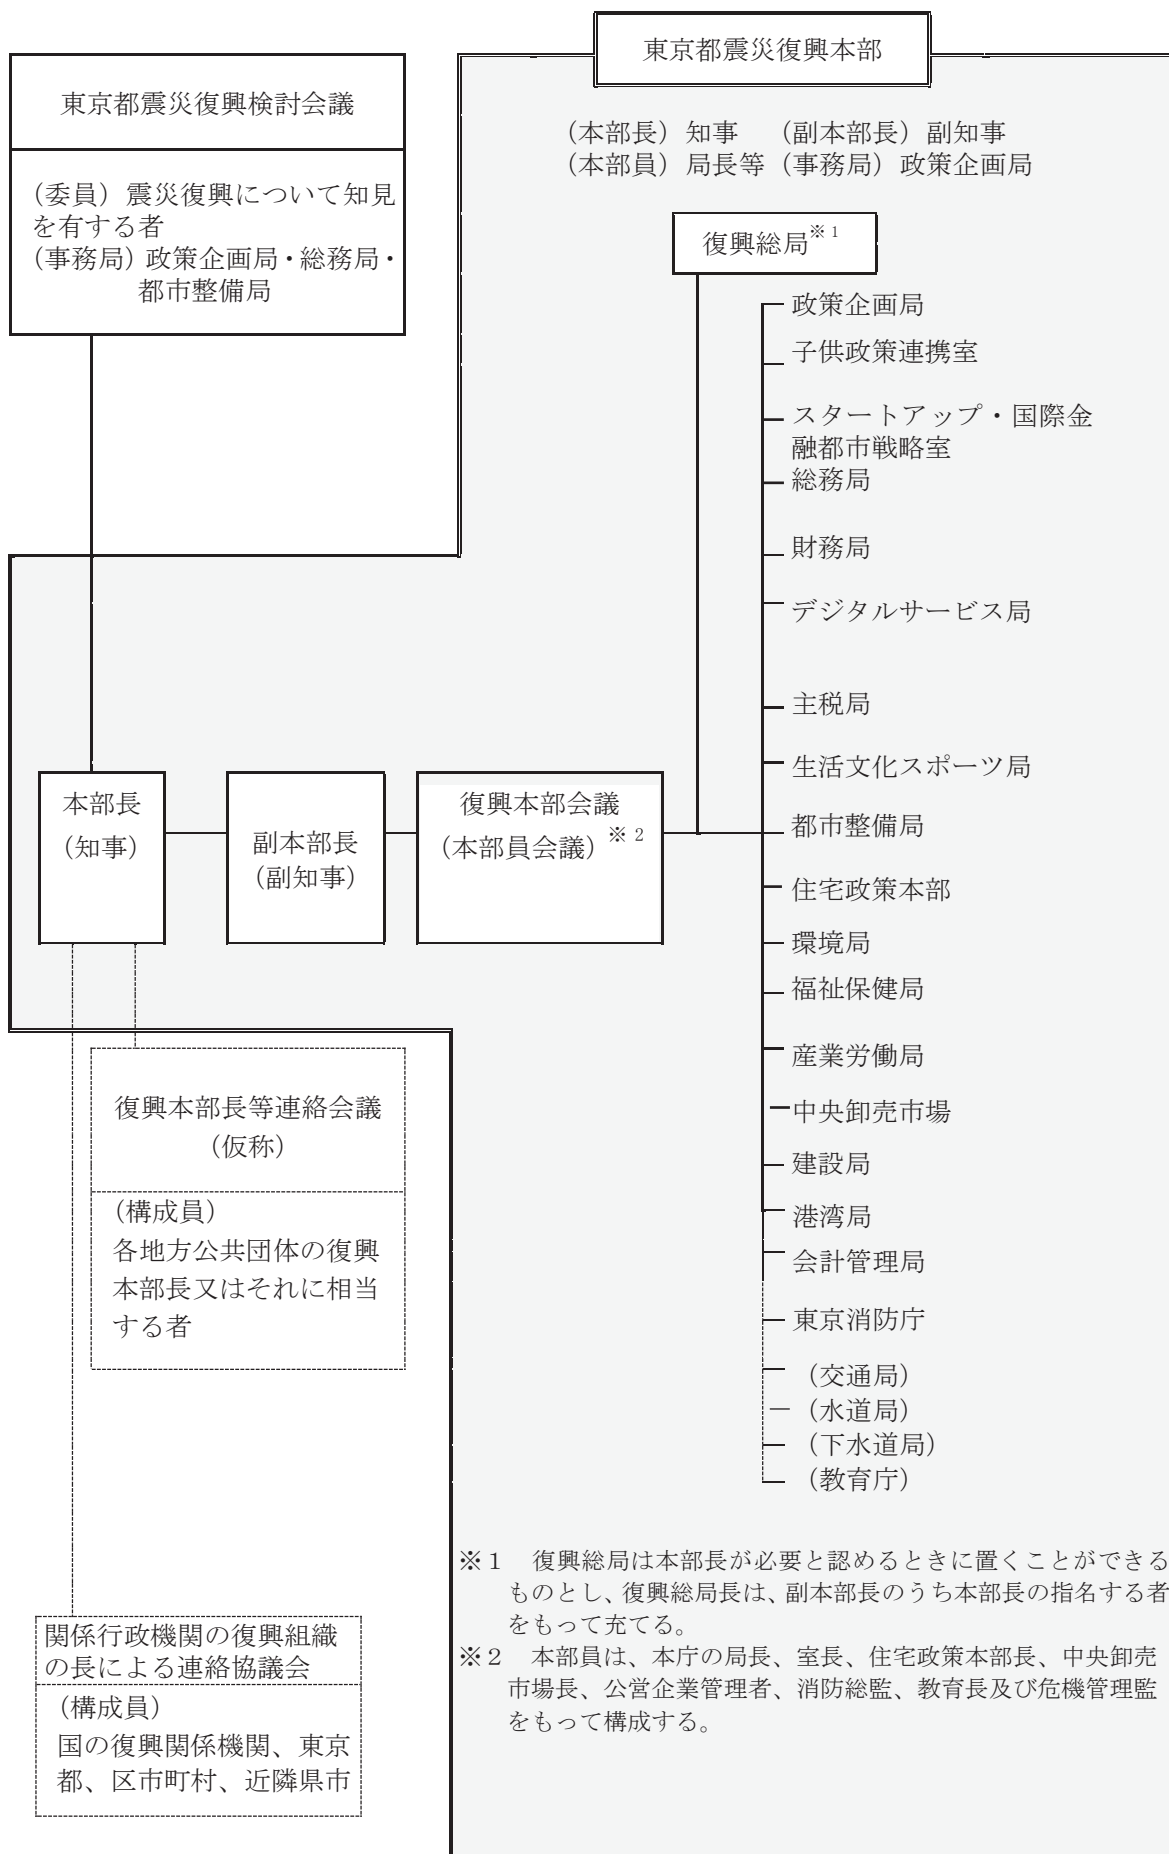 東京都震災復興本部
東京都震災復興検討会議
（本部長）知事　（副本部長）副知事
（本部員）局長等（事務局）政策企画局
（委員）震災復興について知見
を有する者
（事務局）政策企画局・総務局・
都市整備局
復興総局※1
政策企画局
子供政策連携室
スタートアップ・国際金
融都市戦略室
総務局
財務局
デジタルサービス局
主税局
生活文化スポーツ局
都市整備局
住宅政策本部
環境局
福祉保健局
産業労働局
中央卸売市場
建設局
港湾局
会計管理局
東京消防庁
（交通局）
（水道局）
（下水道局）
（教育庁）
本部長
（知事）
副本部長
（副知事）
復興本部会議
（本部員会議）※2
復興本部長等連絡会議
（仮称）
（構成員）
各地方公共団体の復興
本部長又はそれに相当
する者
関係行政機関の復興組織
の長による連絡協議会
（構成員）
国の復興関係機関、東京
都、区市町村、近隣県市
※１　復興総局は本部長が必要と認めるときに置くことができる
ものとし、復興総局長は、副本部長のうち本部長の指名する者
をもって充てる。
※２　本部員は、本庁の局長、室長、住宅政策本部長、中央卸売
市場長、公営企業管理者、消防総監、教育長及び危機管理監
をもって構成する。